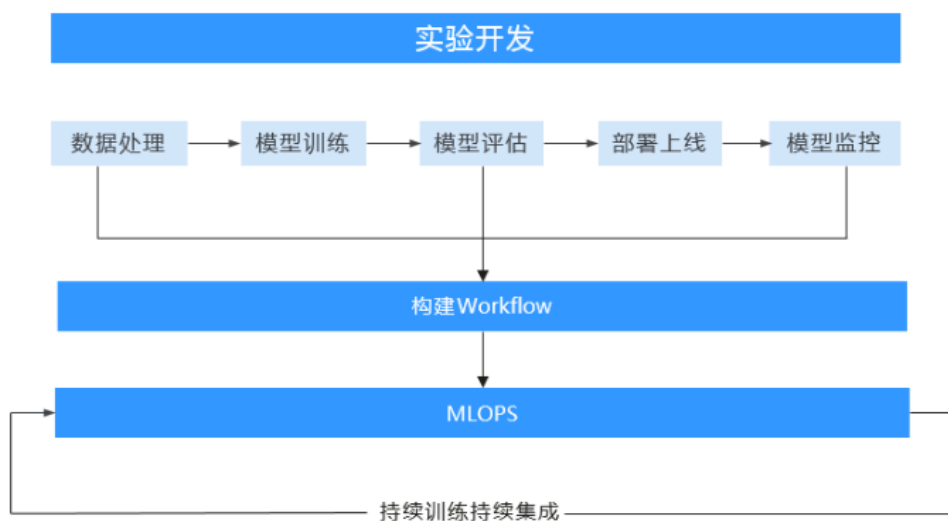 实验开发
数据处理
模型训练
模型评估
部署上线
模型监控
构建Workflow
MLOPS
持续训练持续集成